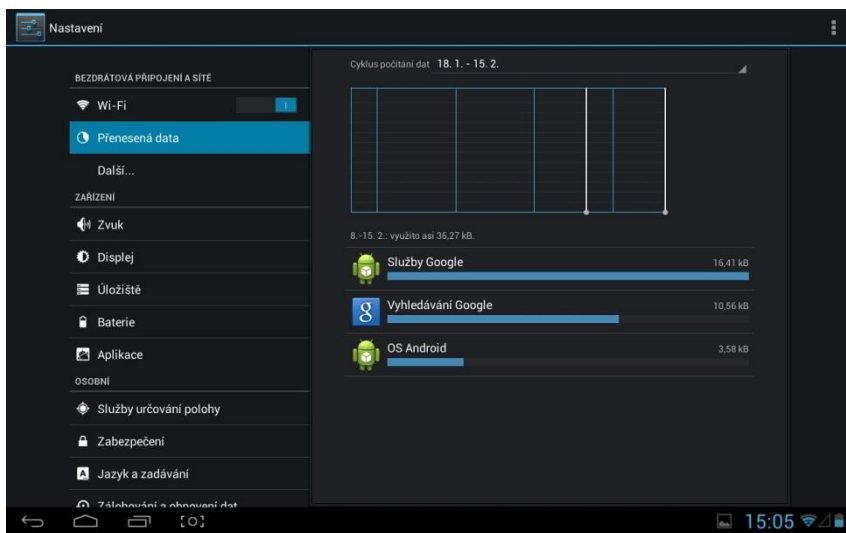 Nastavení
BEZDRÁTOVÁ PŘIPOJENÍ A SÍTĚ
Wi-Fi
Přenesená data
Další...
ZAŘÍZENÍ
Zvuk
Displej
Úložiště
Baterie
Aplikace
OSOBNÍ
Služby určování polohy
Zabezpečení
A Jazyk a zadávání
Zálohování a obnovení dat
Cyklus počítání dat 18. 1. - 15. 2.
8.-15. 2.: využito asi 36,27 kB.
Služby Google 16,41 kB
g Vyhledávání Google 10,56 kB
OS Android 3,58 kB
15:05